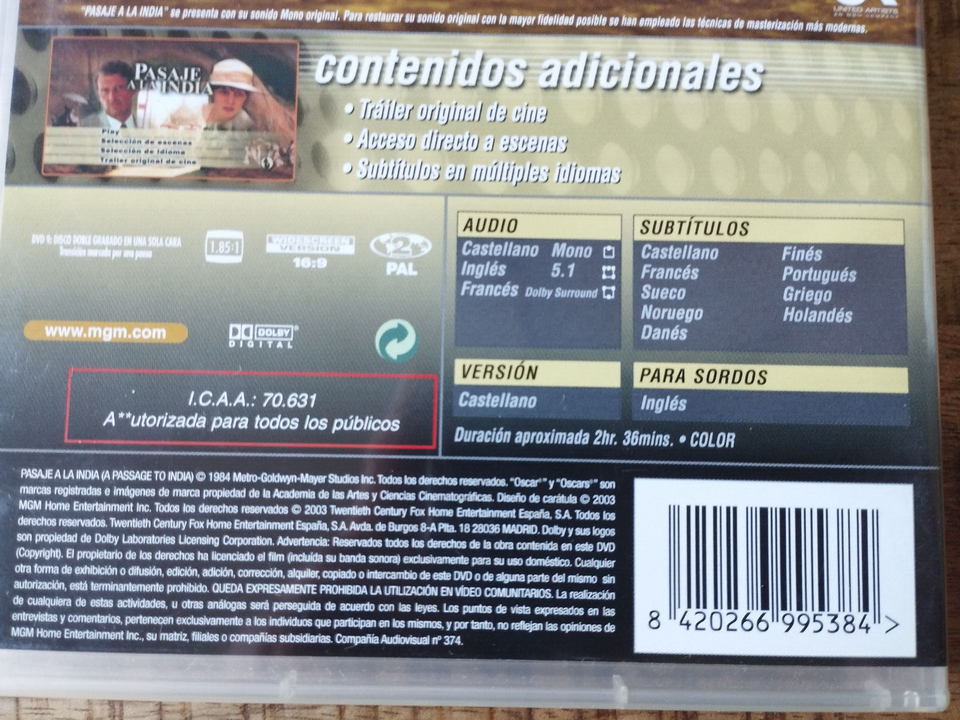 "PASAJE A LA INDIA" se presenta con su sonido Mono original. Para restaurar su sonido original con la mayor fidelidad posible se han empleado las técnicas de masterización más modernas.
UNITED ARTISTS
AN MGM COMPANY
PASAJE
A LA INDIA
Play
Selección de escenas
Selección de idioma
Tráiler original de cine
contenidos adicionales
• Tráiler original de cine
• Acceso directo a escenas
• Subtítulos en múltiples idiomas
DVD 9: DISCO DOBLE GRABADO EN UNA SOLA CARA
Transición marcada por una pausa
1.85:1
WIDESCREEN
VERSION
16:9
2
PAL
www.mgm.com
DOLBY
DIGITAL
I.C.A.A.: 70.631
A**utorizada para todos los públicos
AUDIO
Castellano Mono
Inglés 5.1
Francés Dolby Surround
SUBTÍTULOS
Castellano
Francés
Sueco
Noruego
Danés
Finés
Portugués
Griego
Holandés
VERSIÓN
Castellano
PARA SORDOS
Inglés
Duración aproximada 2hr. 36mins. • COLOR
PASAJE A LA INDIA (A PASSAGE TO INDIA) © 1984 Metro-Goldwyn-Mayer Studios Inc. Todos los derechos reservados. "Oscar®" y "Oscars®" son
marcas registradas e imágenes de marca propiedad de la Academia de las Artes y Ciencias Cinematográficas. Diseño de carátula © 2003
MGM Home Entertainment Inc. Todos los derechos reservados © 2003 Twentieth Century Fox Home Entertainment España, S.A. Todos los
derechos reservados. Twentieth Century Fox Home Entertainment España, S.A. Avda. de Burgos 8-A Plta. 18 28036 MADRID. Dolby y sus logos
son propiedad de Dolby Laboratories Licensing Corporation. Advertencia: Reservados todos los derechos de la obra contenida en este DVD
(Copyright). El propietario de los derechos ha licenciado el film (incluída su banda sonora) exclusivamente para su uso doméstico. Cualquier
otra forma de exhibición o difusión, edición, adición, corrección, alquiler, copiado o intercambio de este DVD o de alguna parte del mismo sin
autorización, está terminantemente prohibido. QUEDA EXPRESAMENTE PROHIBIDA LA UTILIZACIÓN EN VÍDEO COMUNITARIOS. La realización
de cualquiera de estas actividades, u otras análogas será perseguida de acuerdo con las leyes. Los puntos de vista expresados en las
entrevistas y comentarios, pertenecen exclusivamente a los individuos que participan en los mismos, y por tanto, no reflejan las opiniones de
MGM Home Entertainment Inc., su matriz, filiales o compañías subsidiarias. Compañía Audiovisual nº 374.
8 420266 995384 >